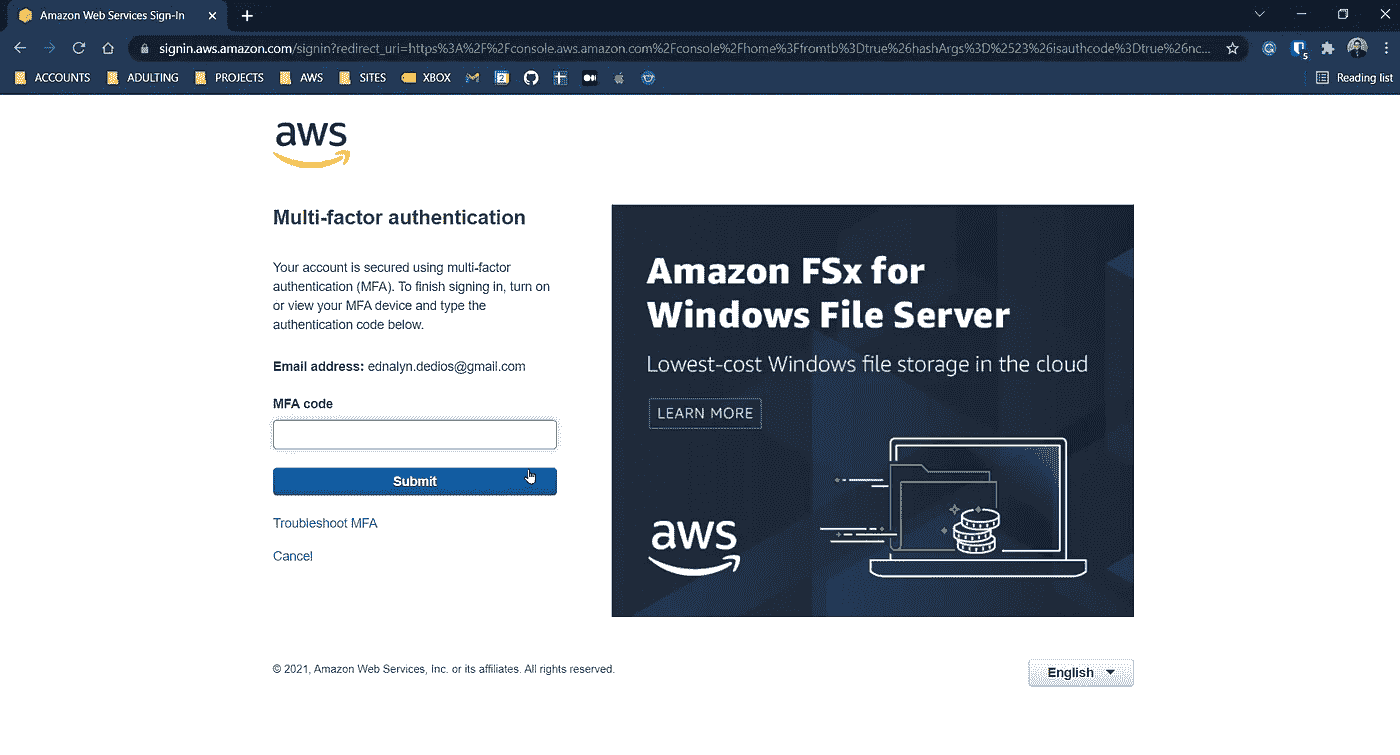 Amazon Web Services Sign-In
signin.aws.amazon.com/signin?redirect_uri=https%3A%2F%2Fconsole.aws.amazon.com%2Fconsole%2Fhome%3Ffromtb%3Dtrue%26hashArgs%3D%2523%26isauthcode%3Dtrue%26nc...
5
ACCOUNTS ADULTING PROJECTS AWS SITES XBOX Reading list
aws
Multi-factor authentication
Your account is secured using multi-factor
authentication (MFA). To finish signing in, turn on
or view your MFA device and type the
authentication code below.
Email address: ednalyn.dedios@gmail.com
MFA code
Submit
Troubleshoot MFA
Cancel
Amazon FSx for
Windows File Server
Lowest-cost Windows file storage in the cloud
LEARN MORE
aws
© 2021, Amazon Web Services, Inc. or its affiliates. All rights reserved.
English